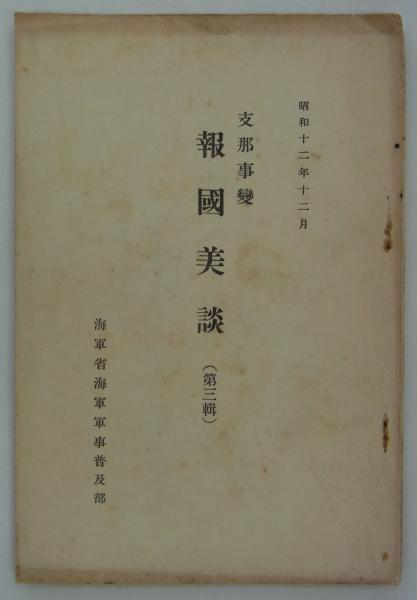 昭和十二年十二月
支那事變
報國美談
（第三輯）
海軍省海軍軍事普及部